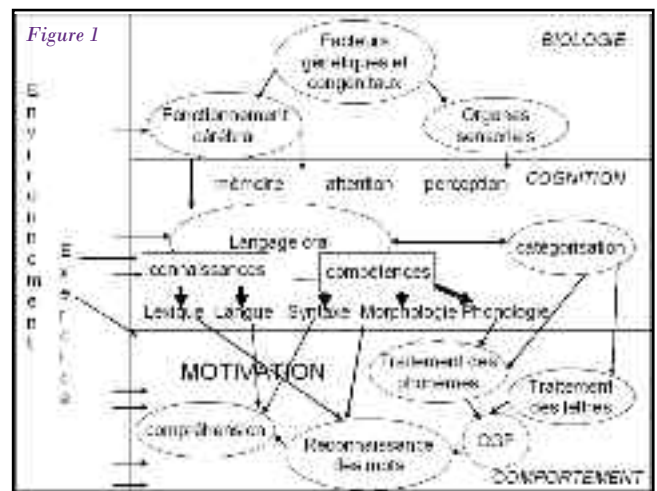 Figure 1
BIOLOGIE
Facteurs
génétiques et
congénitaux
Environnement
Fonctionnement
cérébral
Organes
sensoriels
COGNITION
mémoire attention perception
Langage oral
catégorisation
connaissances
compétences
Lexique Langue Syntaxe Morphologie Phonologie
MOTIVATION
Traitement des
phonèmes
Traitement
des lettres
compréhension
Reconnaissance
des mots
COMPORTEMENT